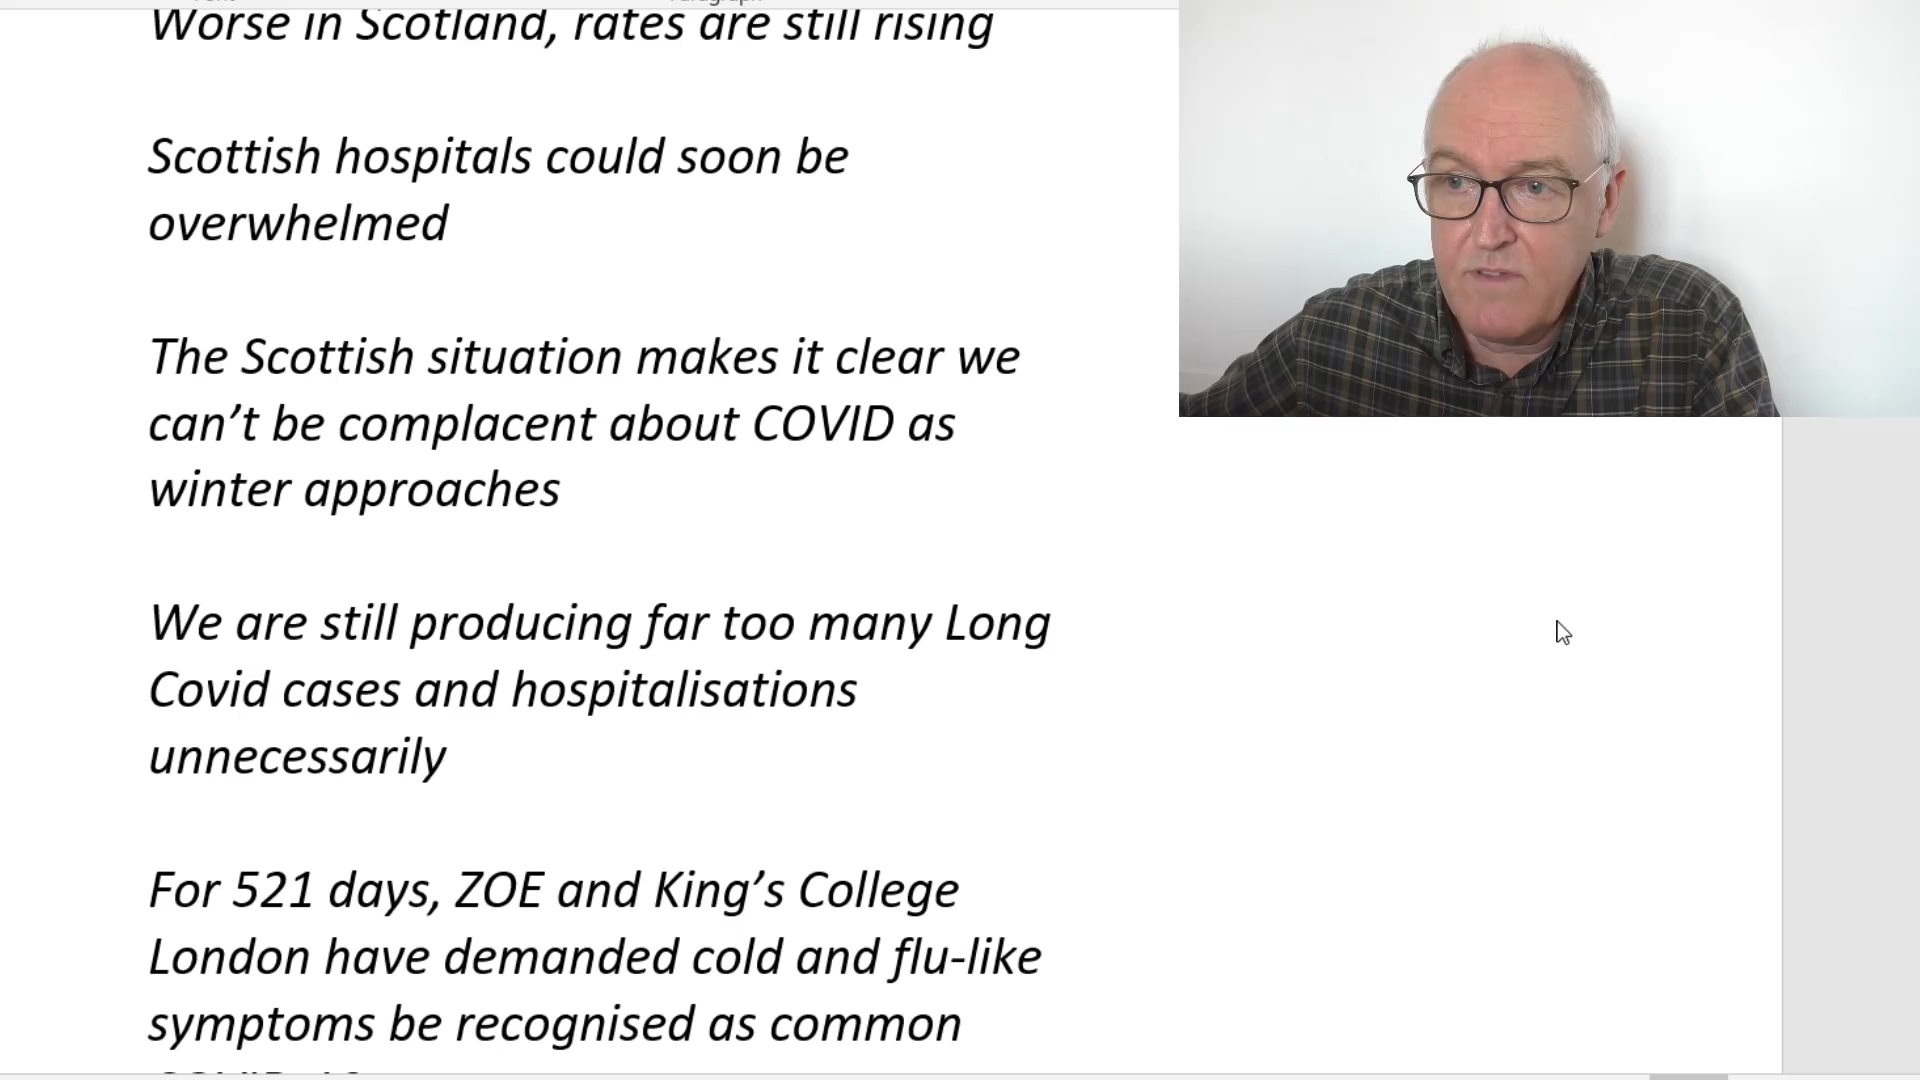 Worse in Scotland, rates are still rising
Scottish hospitals could soon be
overwhelmed
The Scottish situation makes it clear we
can’t be complacent about COVID as
winter approaches
We are still producing far too many Long
Covid cases and hospitalisations
unnecessarily
For 521 days, ZOE and King’s College
London have demanded cold and flu-like
symptoms be recognised as common